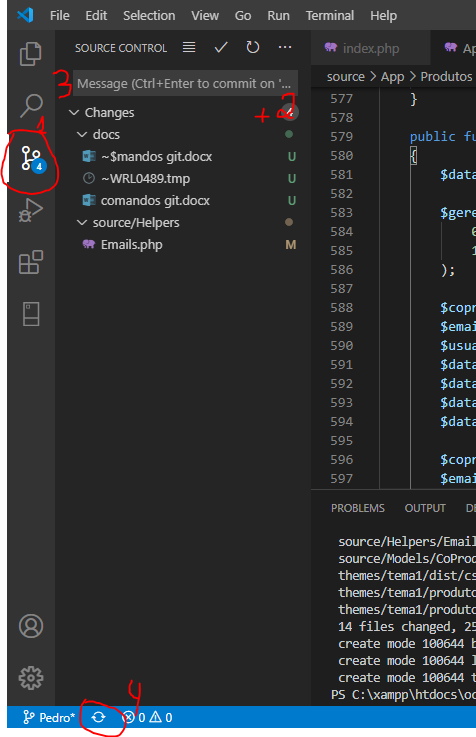 File Edit Selection View Go Run Terminal Help
SOURCE CONTROL
index.php
source > App > Produtos
3 Message (Ctrl+Enter to commit on '...
Changes
+ 2
1
docs
~$mandos git.docx U
~WRL0489.tmp U
comandos git.docx U
source/Helpers
Emails.php M
4
577 }
578
579 public fu
580 {
581 $data
582
583 $gere
584
585
586 );
587
588 $copr
589 $emai
590 $usua
591 $data
592 $data
593 $data
594 $data
595
596 $copr
597 $emai
PROBLEMS OUTPUT DE
source/Helpers/Email
source/Models/CoProd
themes/tema1/dist/cs
themes/tema1/produto
themes/tema1/produto
14 files changed, 25
create mode 100644 b
create mode 100644 l
create mode 100644 t
PS C:\xampp\htdocs\oc
4
Pedro* 0 0